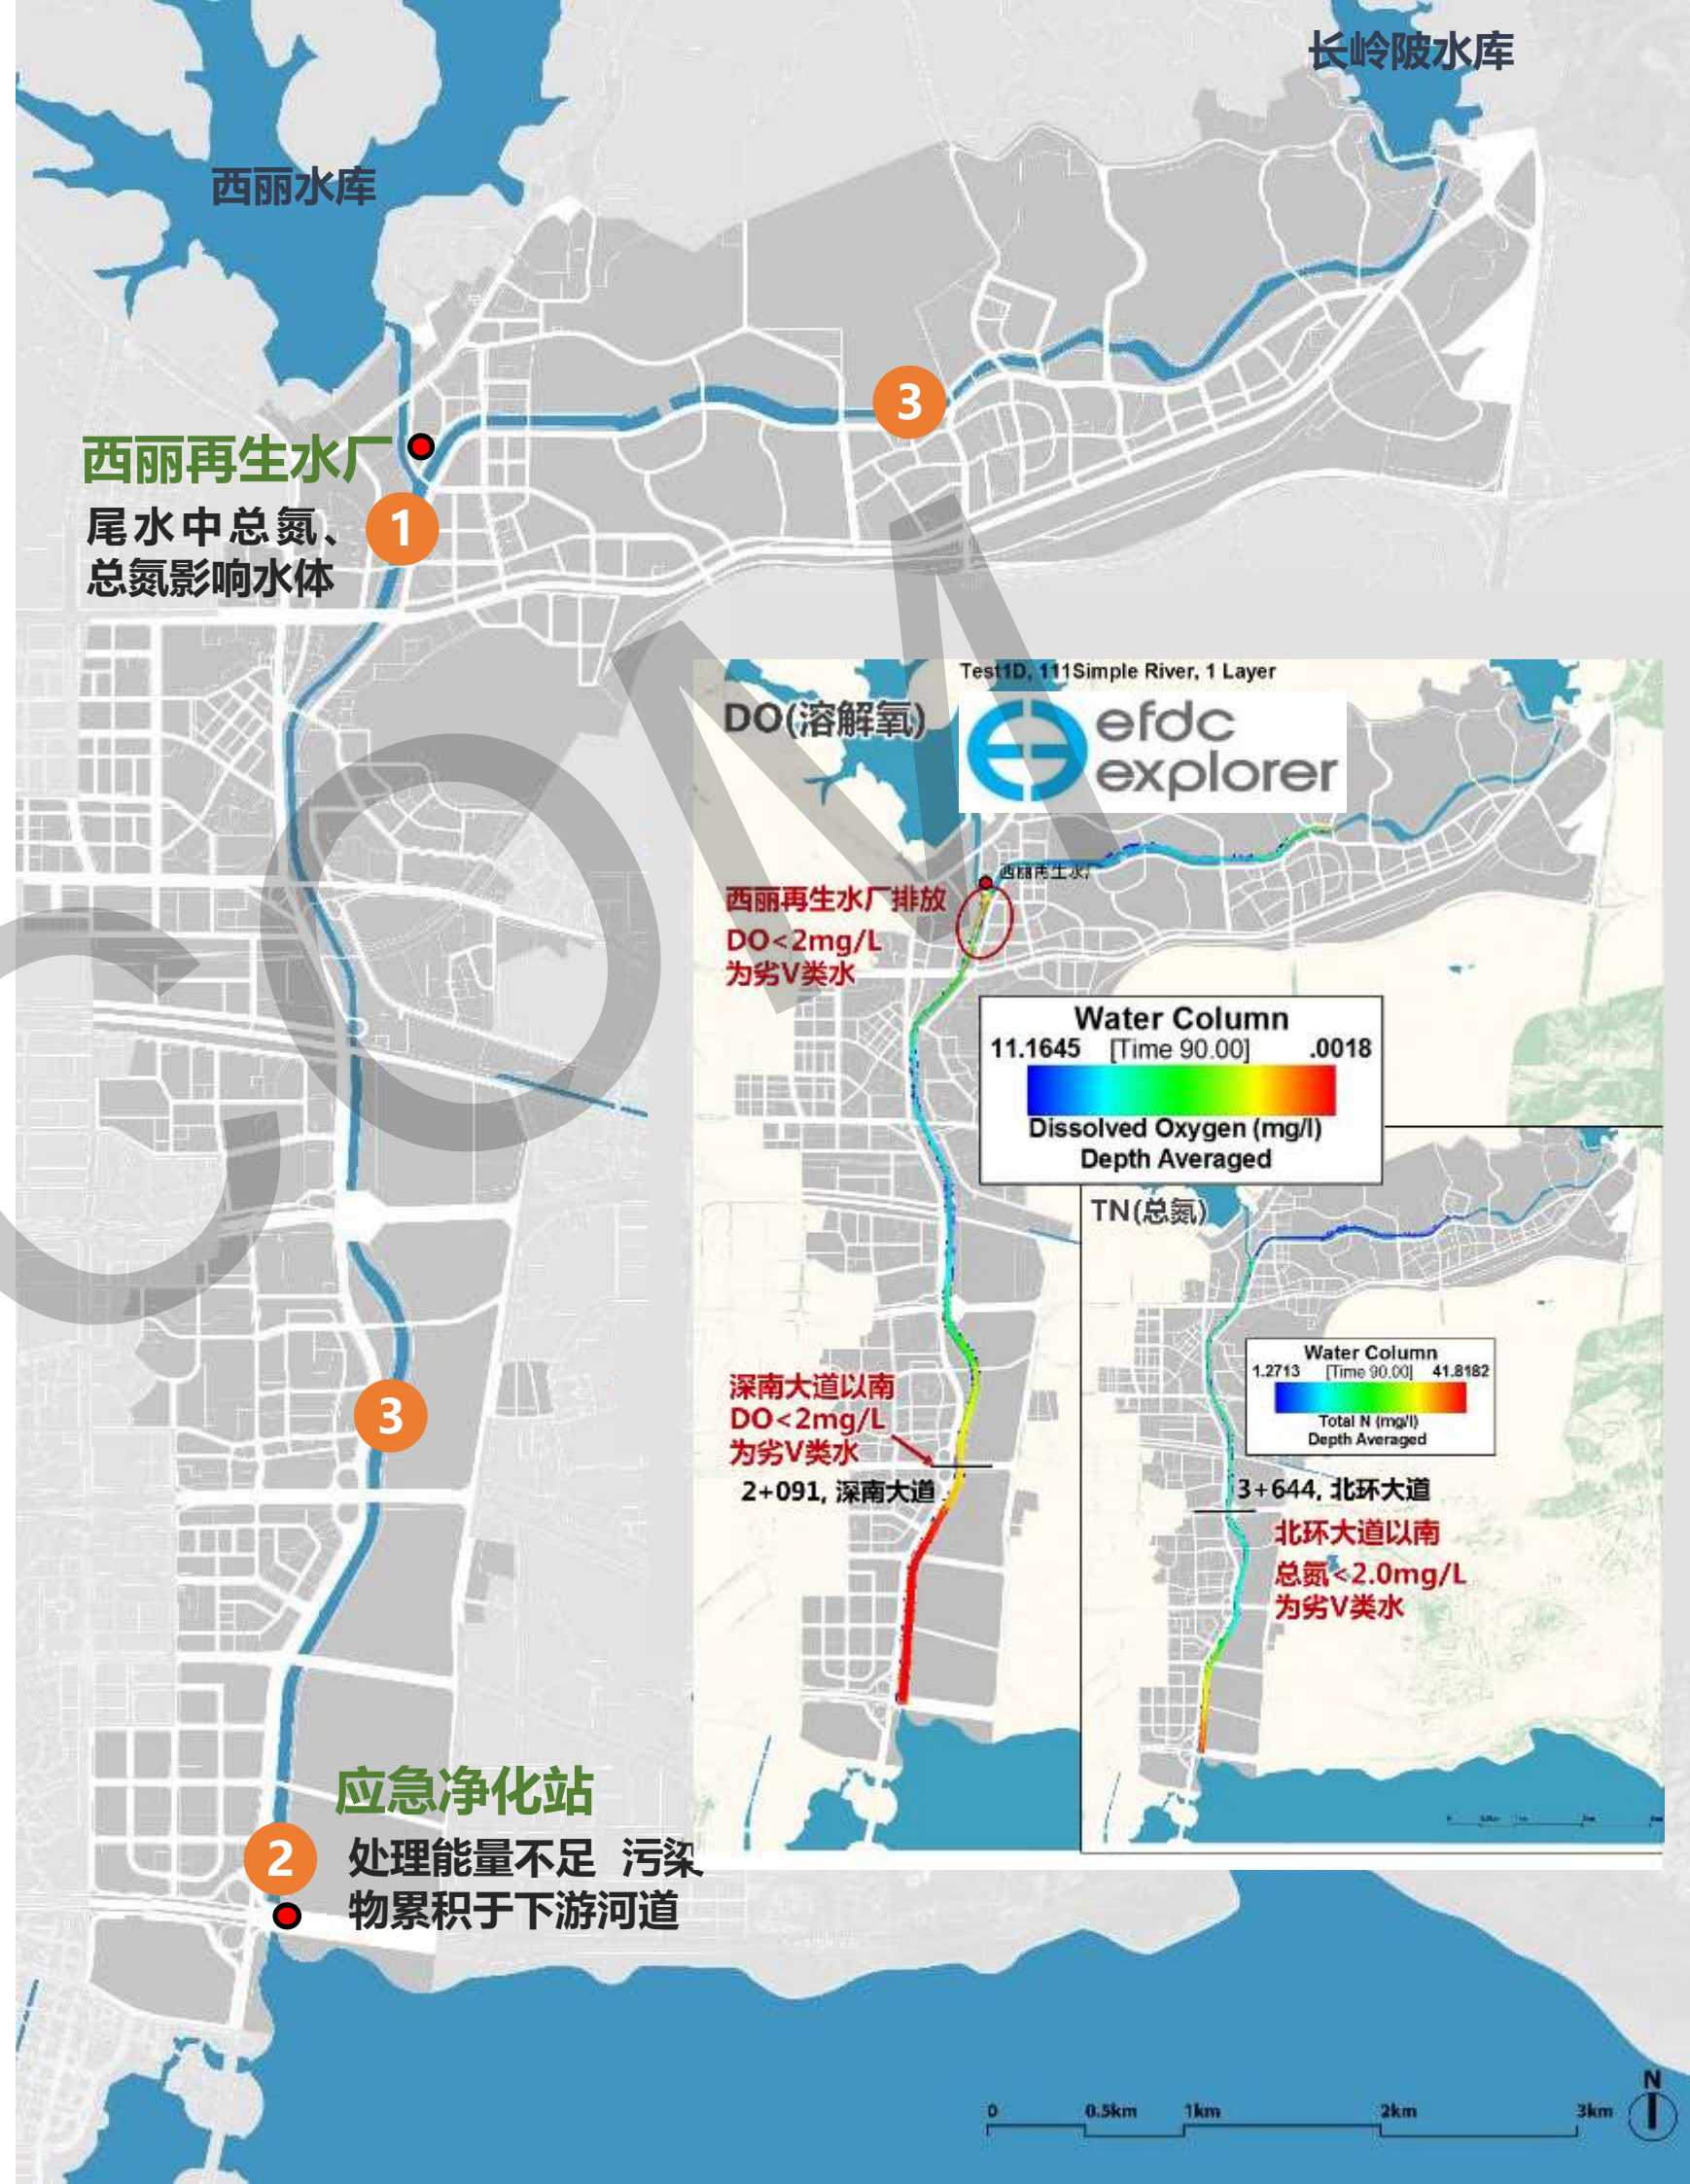 长岭陂水库
西丽水库
西丽再生水厂
1
尾水中总氮、
总氮影响水体
3
Test1D, 111Simple River, 1 Layer
DO(溶解氧)
efdc
explorer
西丽再生水厂
西丽再生水厂排放
DO<2mg/L
为劣V类水
Water Column
11.1645 [Time 90.00] .0018
Dissolved Oxygen (mg/l)
Depth Averaged
TN(总氮)
Water Column
1.2713 [Time 90.00] 41.8182
Total N (mg/l)
Depth Averaged
深南大道以南
DO<2mg/L
为劣V类水
2+091, 深南大道
3+644, 北环大道
北环大道以南
总氮<2.0mg/L
为劣V类水
3
应急净化站
2
处理能量不足 污染
物累积于下游河道
0 0.5km 1km 2km 3km
N
COM